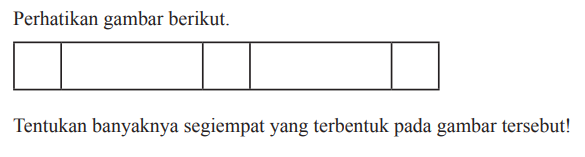 Perhatikan gambar berikut.
Tentukan banyaknya segiempat yang terbentuk pada gambar tersebut!